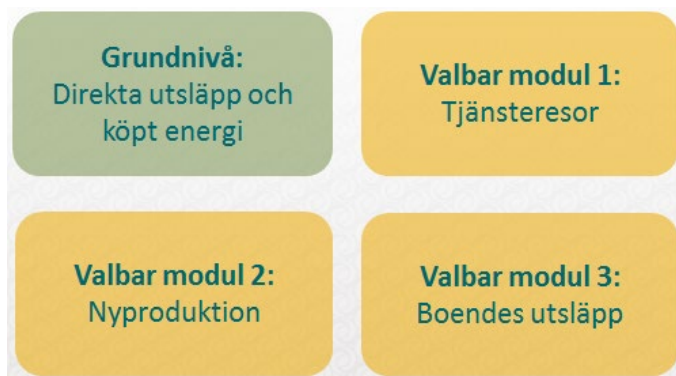 Grundnivå:
Direkta utsläpp och
köpt energi
Valbar modul 1:
Tjänsteresor
Valbar modul 2:
Nyproduktion
Valbar modul 3:
Boendes utsläpp